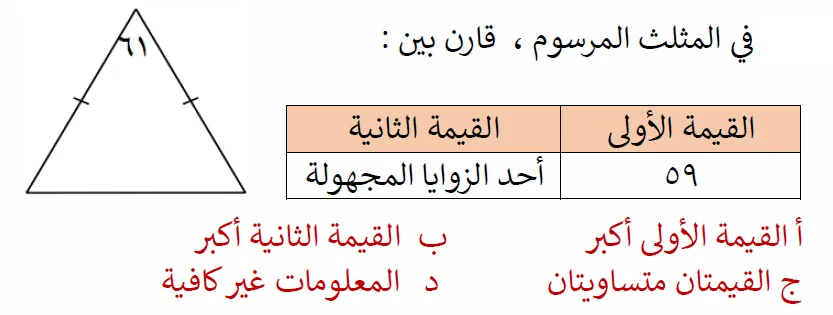 في المثلث المرسوم ، قارن بين :
٦١
القيمة الأولى القيمة الثانية
٥٩ أحد الزوايا المجهولة
أ القيمة الأولى أكبر ب القيمة الثانية أكبر
ج القيمتان متساويتان د المعلومات غير كافية